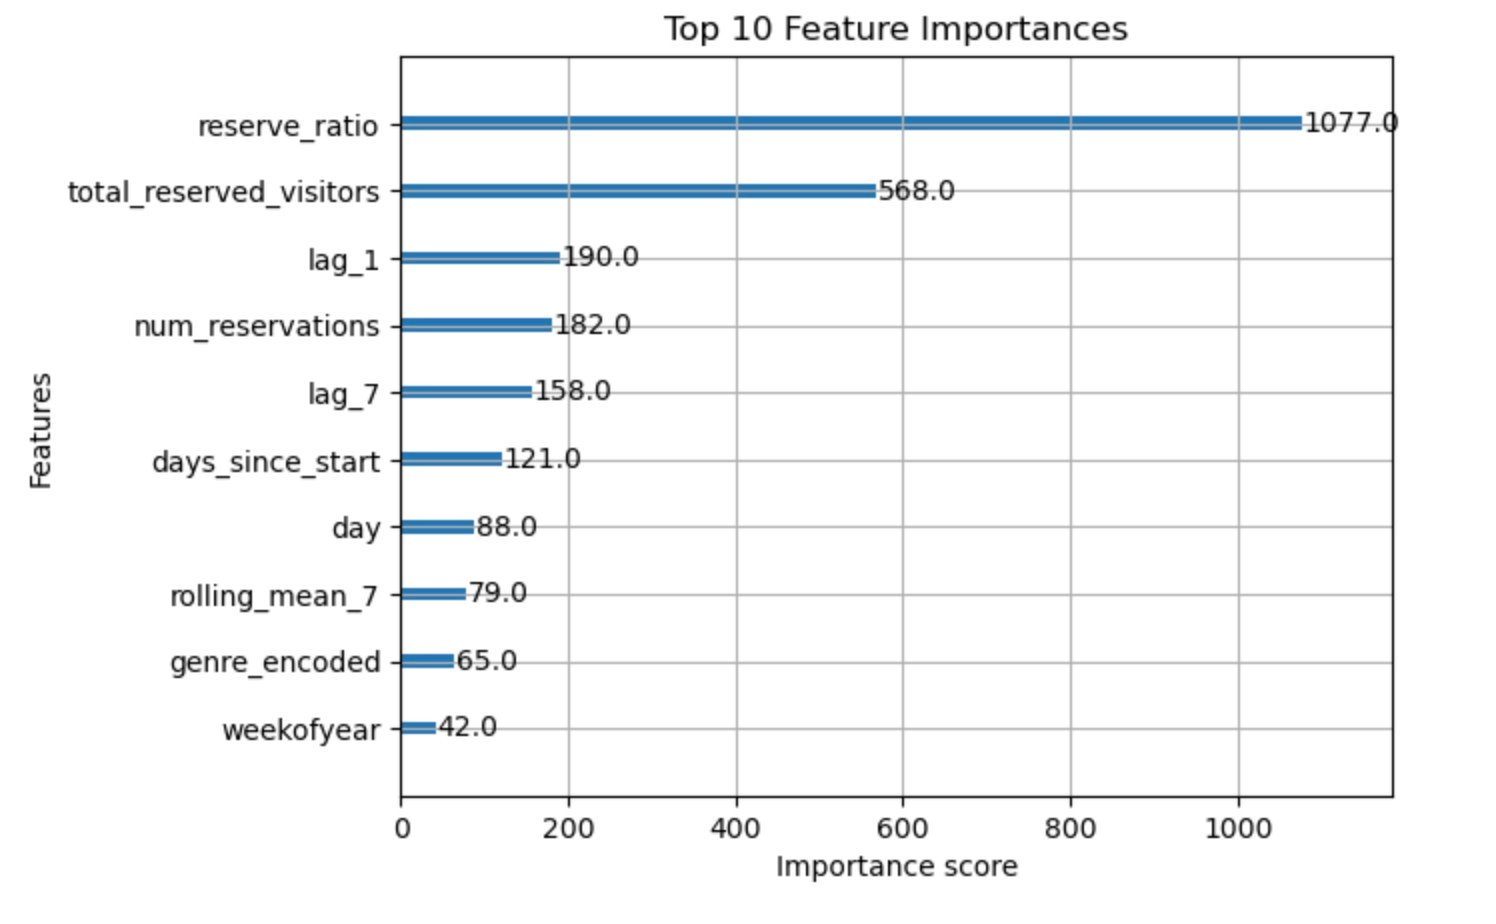 Top 10 Feature Importances
reserve_ratio 1077.0
total_reserved_visitors 568.0
lag_1 190.0
num_reservations 182.0
lag_7 158.0
days_since_start 121.0
day 88.0
rolling_mean_7 79.0
genre_encoded 65.0
weekofyear 42.0
Features
0 200 400 600 800 1000
Importance score